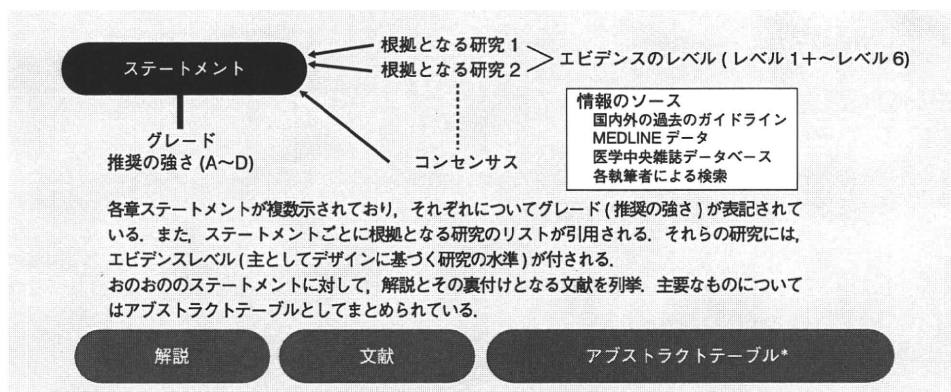 ステートメント
根拠となる研究 1
根拠となる研究 2
エビデンスのレベル ( レベル 1+～レベル 6)
グレード
推奨の強さ (A～D)
コンセンサス
情報のソース
国内外の過去のガイドライン
MEDLINE データ
医学中央雑誌データベース
各執筆者による検索
各章ステートメントが複数示されており，それぞれについてグレード ( 推奨の強さ ) が表記されて
いる．また，ステートメントごとに根拠となる研究のリストが引用される．それらの研究には，
エビデンスレベル ( 主としてデザインに基づく研究の水準 ) が付される．
おのおののステートメントに対して，解説とその裏付けとなる文献を列挙．主要なものについて
はアブストラクトテーブルとしてまとめられている．
解説
文献
アブストラクトテーブル*